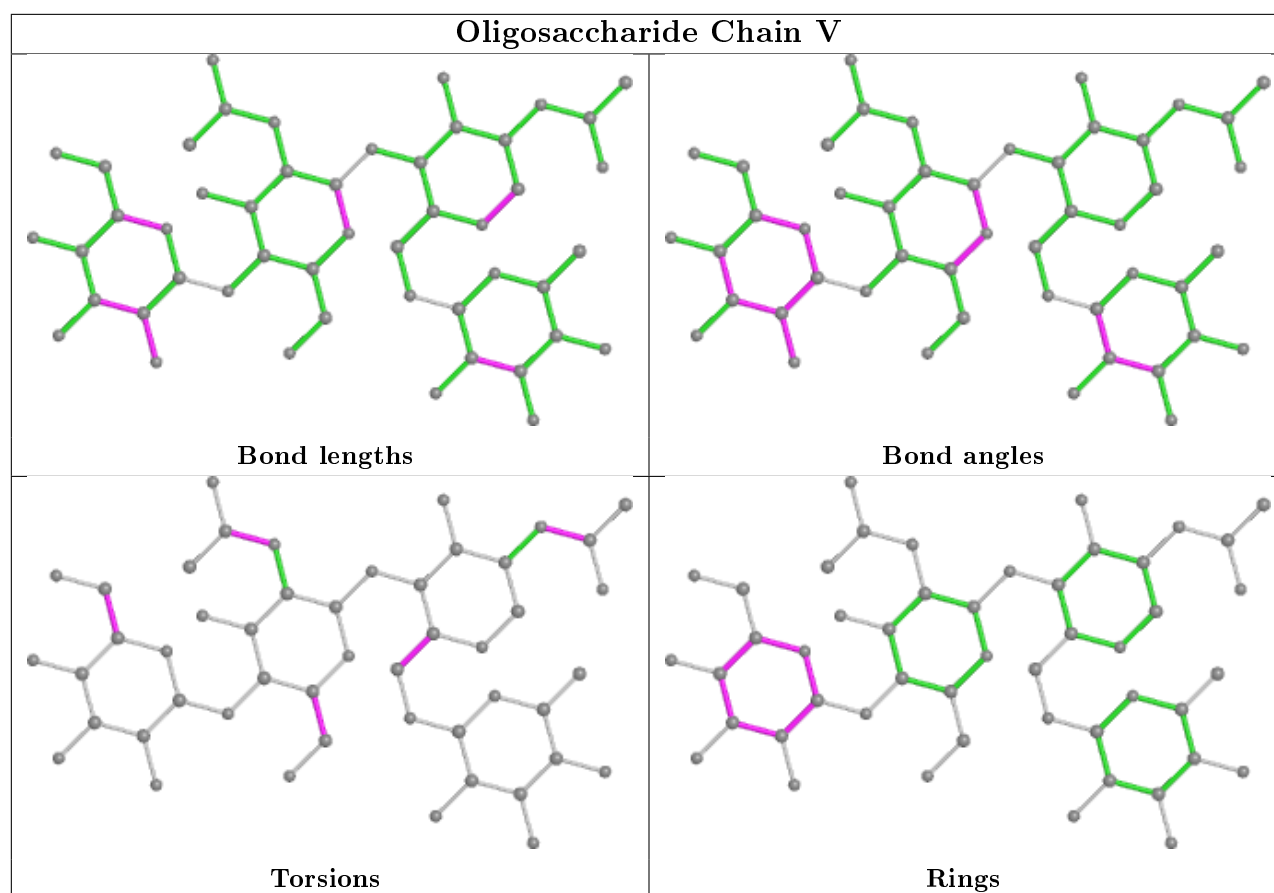 Oligosaccharide Chain V
Bond lengths
Bond angles
Torsions
Rings